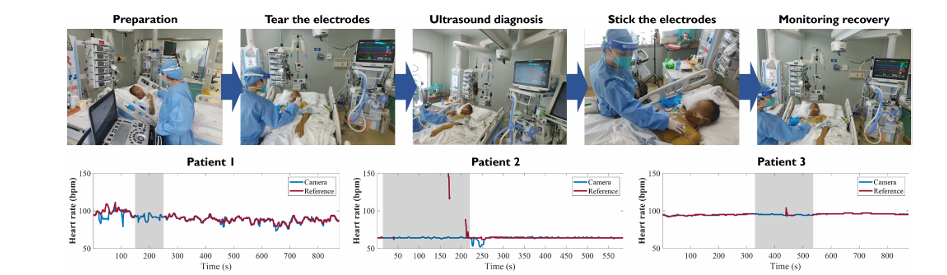 Preparation
Tear the electrodes
Ultrasound diagnosis
Stick the electrodes
Monitoring recovery
Patient 1
Heart rate (bpm)
150
100
50
Camera
Reference
100 200 300 400 500 600 700 800
Time (s)
Patient 2
Heart rate (bpm)
150
100
50
Camera
Reference
50 100 150 200 250 300 350 400 450 500 550
Time (s)
Patient 3
Heart rate (bpm)
150
100
50
Camera
Reference
100 200 300 400 500 600 700 800
Time (s)